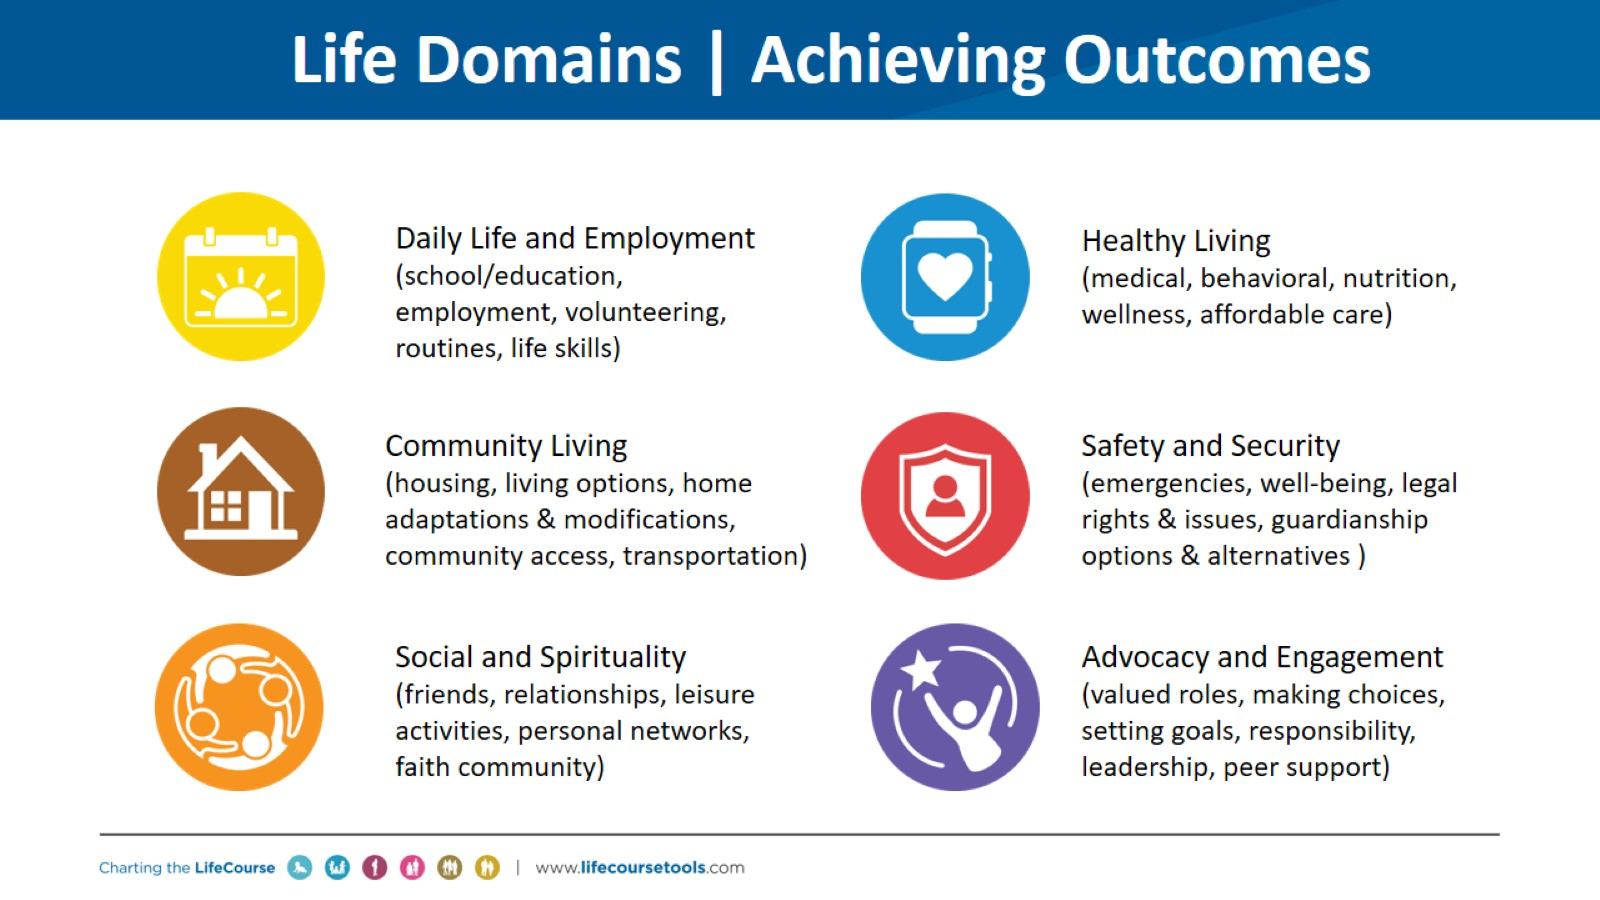 Life Domains | Achieving Outcomes
Daily Life and Employment
(school/education,
employment, volunteering,
routines, life skills)
Healthy Living
(medical, behavioral, nutrition,
wellness, affordable care)
Community Living
(housing, living options, home
adaptations & modifications,
community access, transportation)
Safety and Security
(emergencies, well-being, legal
rights & issues, guardianship
options & alternatives )
Social and Spirituality
(friends, relationships, leisure
activities, personal networks,
faith community)
Advocacy and Engagement
(valued roles, making choices,
setting goals, responsibility,
leadership, peer support)
Charting the LifeCourse | www.lifecoursetools.com